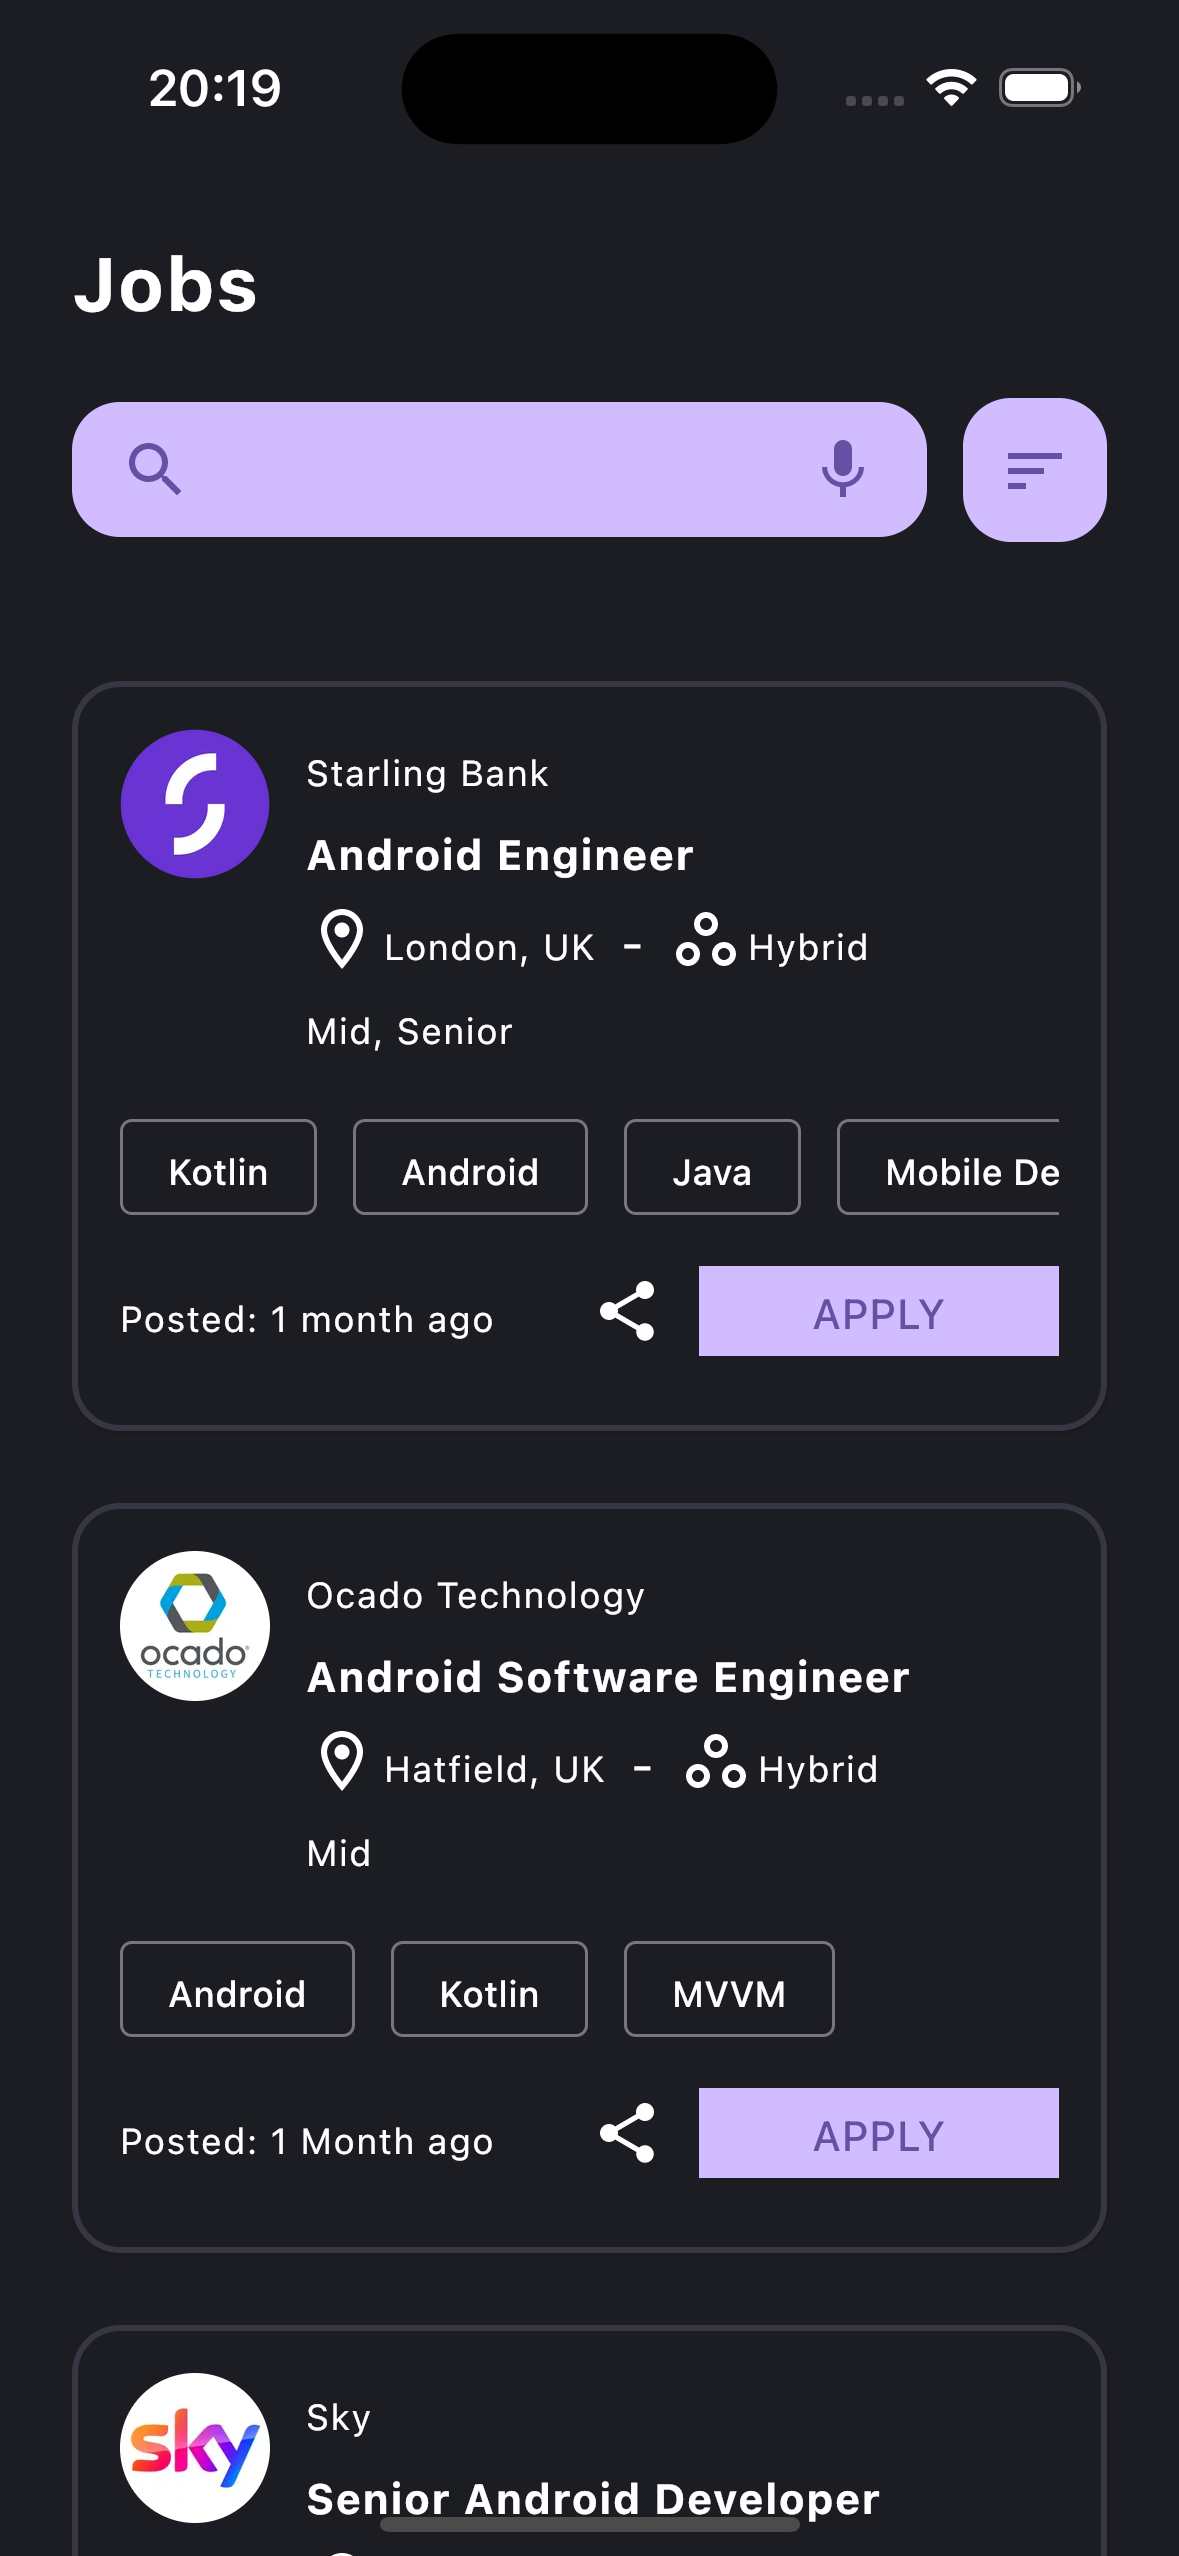 20:19
Jobs
Starling Bank
Android Engineer
London, UK - Hybrid
Mid, Senior
Kotlin Android Java Mobile De
Posted: 1 month ago APPLY
Ocado Technology
ocado
TECHNOLOGY
Android Software Engineer
Hatfield, UK - Hybrid
Mid
Android Kotlin MVVM
Posted: 1 Month ago APPLY
Sky
sky
Senior Android Developer